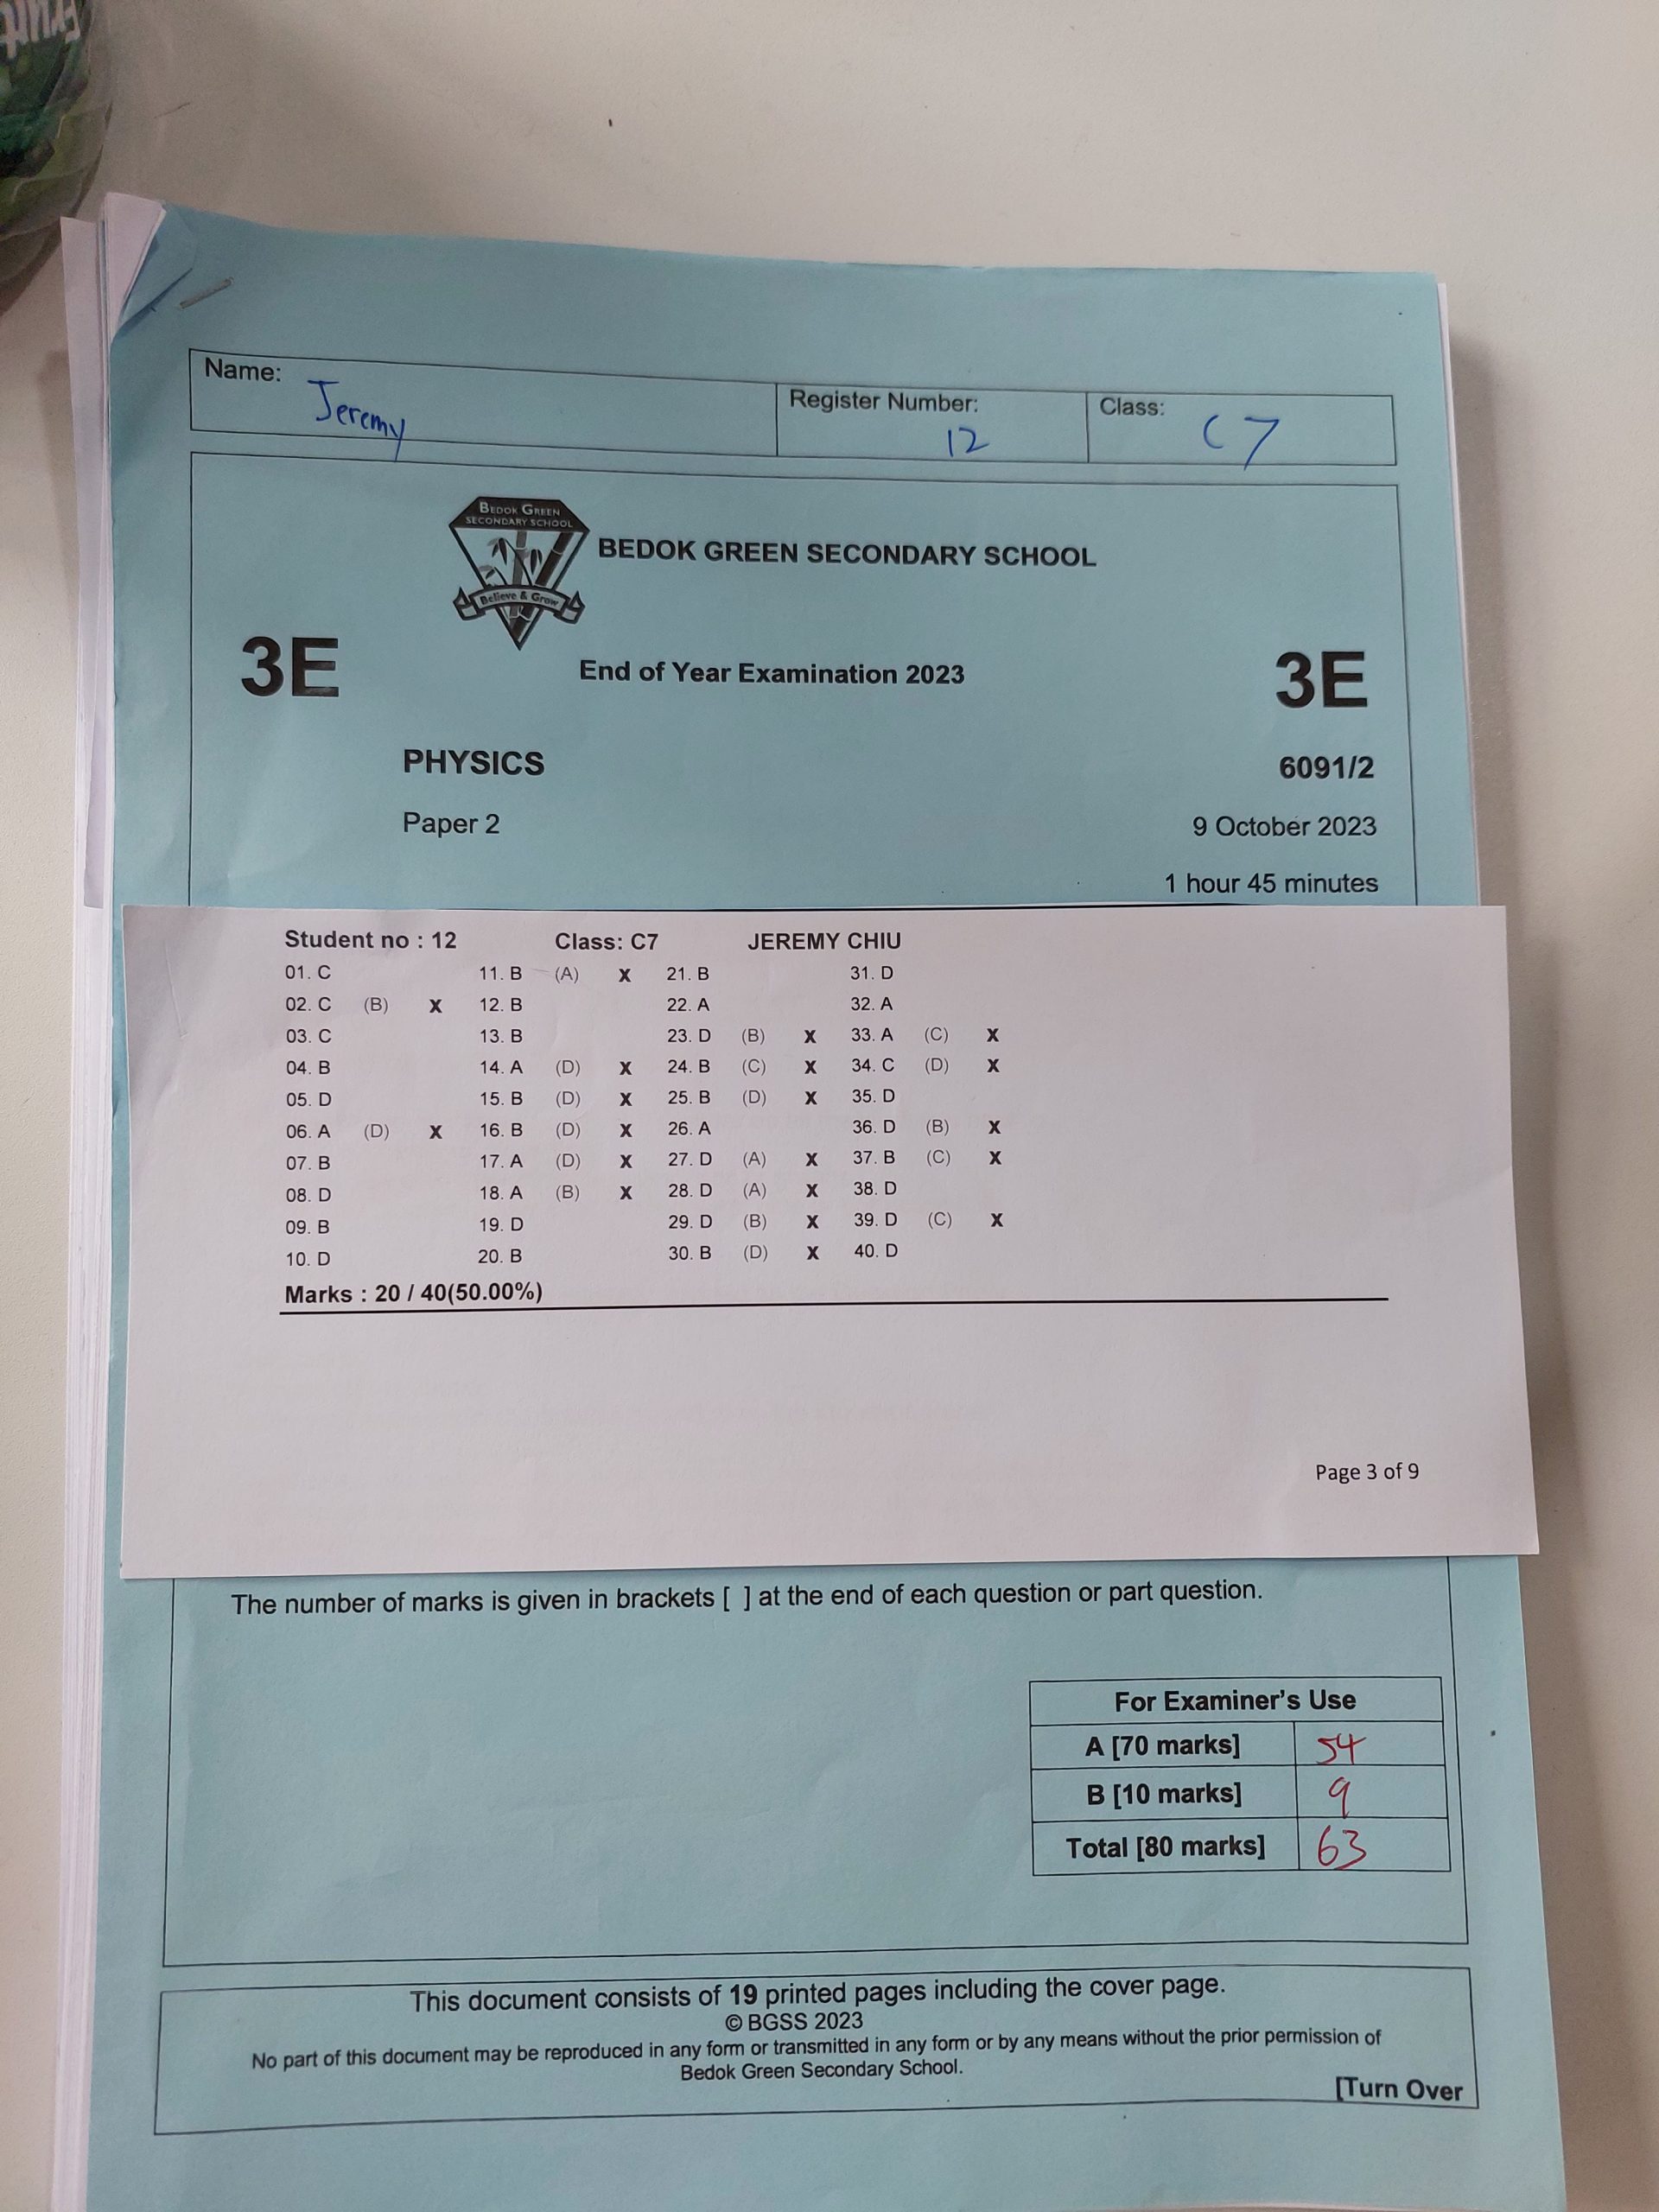 Name:
Jeremy
Register Number:
12
Class:
C7
BEDOK GREEN
SECONDARY SCHOOL
Believe & Grow
BEDOK GREEN SECONDARY SCHOOL
3E
End of Year Examination 2023
3E
PHYSICS
6091/2
Paper 2
9 October 2023
1 hour 45 minutes
Student no : 12 Class: C7 JEREMY CHIU
01. C 11. B (A) X 21. B 31. D
02. C (B) X 12. B 22. A 32. A
03. C 13. B 23. D (B) X 33. A (C) X
04. B 14. A (D) X 24. B (C) X 34. C (D) X
05. D 15. B (D) X 25. B (D) X 35. D
06. A (D) X 16. B (D) X 26. A 36. D (B) X
07. B 17. A (D) X 27. D (A) X 37. B (C) X
08. D 18. A (B) X 28. D (A) X 38. D
09. B 19. D 29. D (B) X 39. D (C) X
10. D 20. B 30. B (D) X 40. D
Marks : 20 / 40(50.00%)
Page 3 of 9
The number of marks is given in brackets [ ] at the end of each question or part question.
For Examiner's Use
A [70 marks] 54
B [10 marks] 9
Total [80 marks] 63
This document consists of 19 printed pages including the cover page.
© BGSS 2023
No part of this document may be reproduced in any form or transmitted in any form or by any means without the prior permission of
Bedok Green Secondary School.
[Turn Over